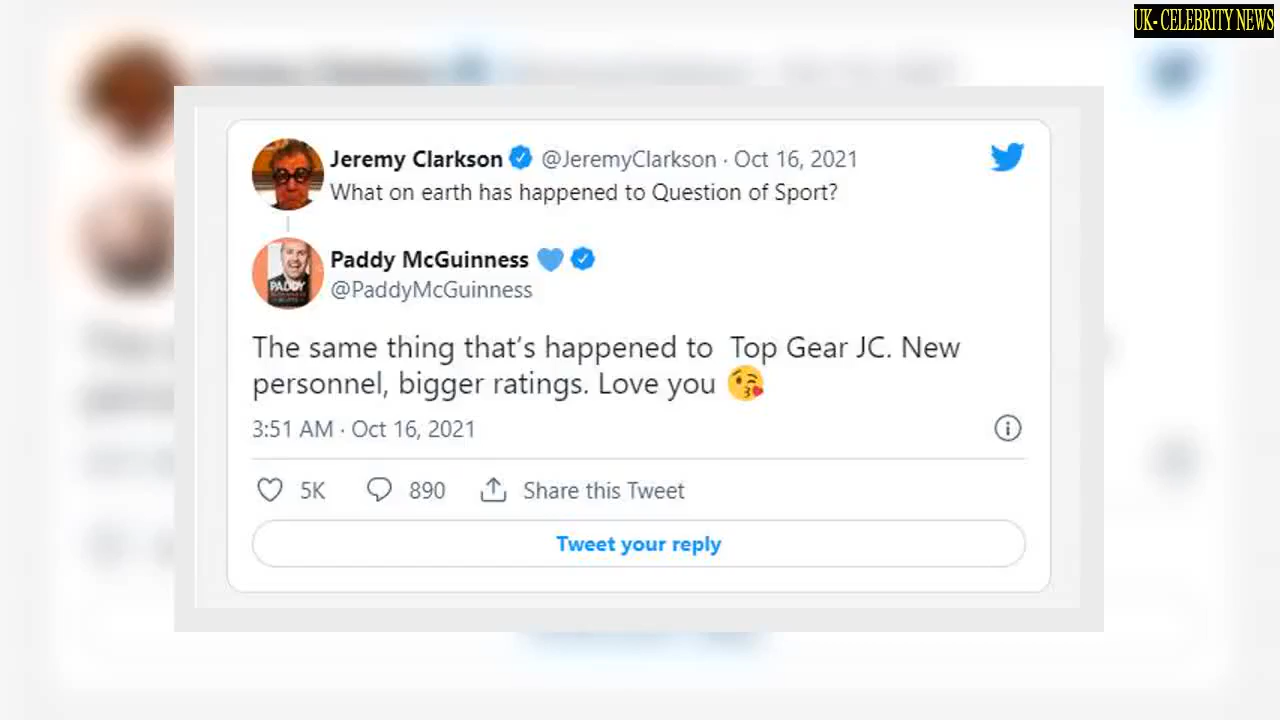 UK- CELEBRITY NEWS
Jeremy Clarkson @JeremyClarkson · Oct 16, 2021
What on earth has happened to Question of Sport?
Paddy McGuinness 💙
@PaddyMcGuinness
PADDY
The same thing that's happened to Top Gear JC. New
personnel, bigger ratings. Love you 😘
3:51 AM · Oct 16, 2021
5K 890 Share this Tweet
Tweet your reply